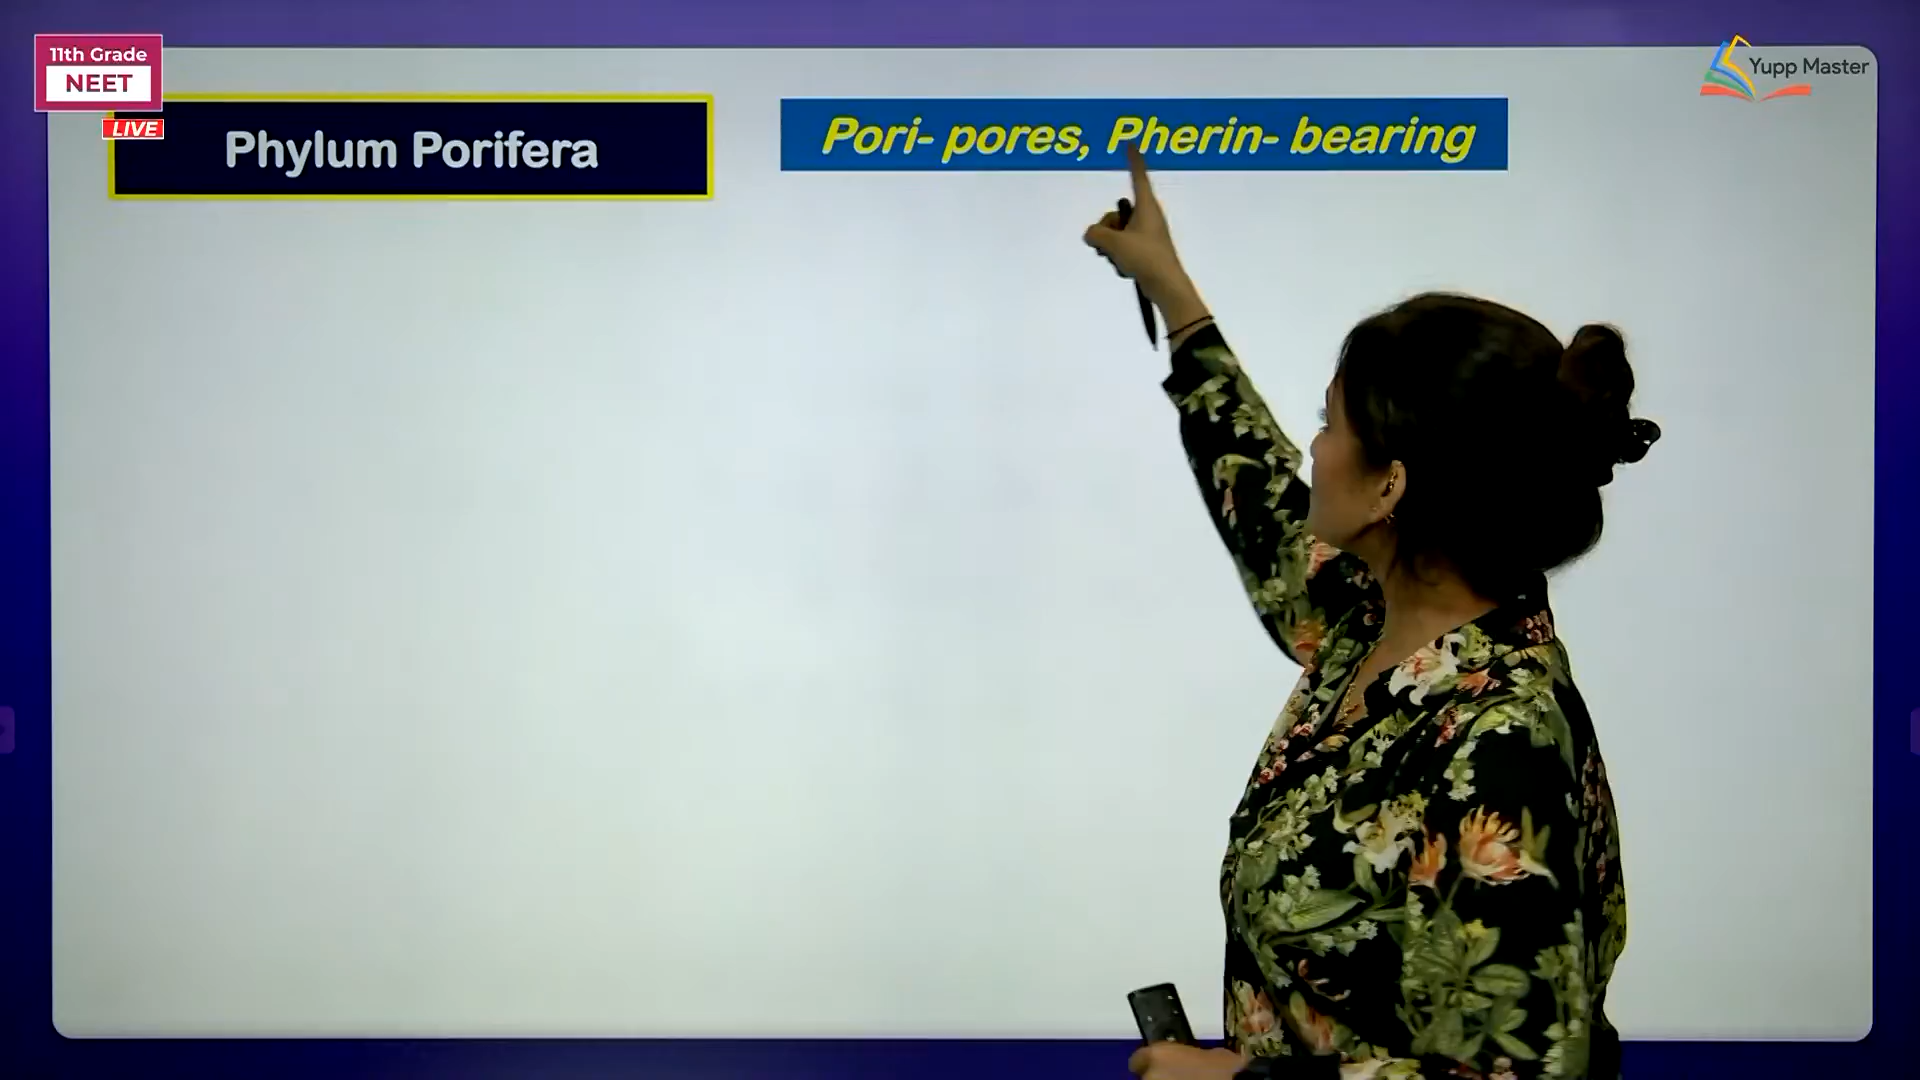 11th Grade
NEET
LIVE
Yupp Master
Phylum Porifera
Pori- pores, Pherin- bearing